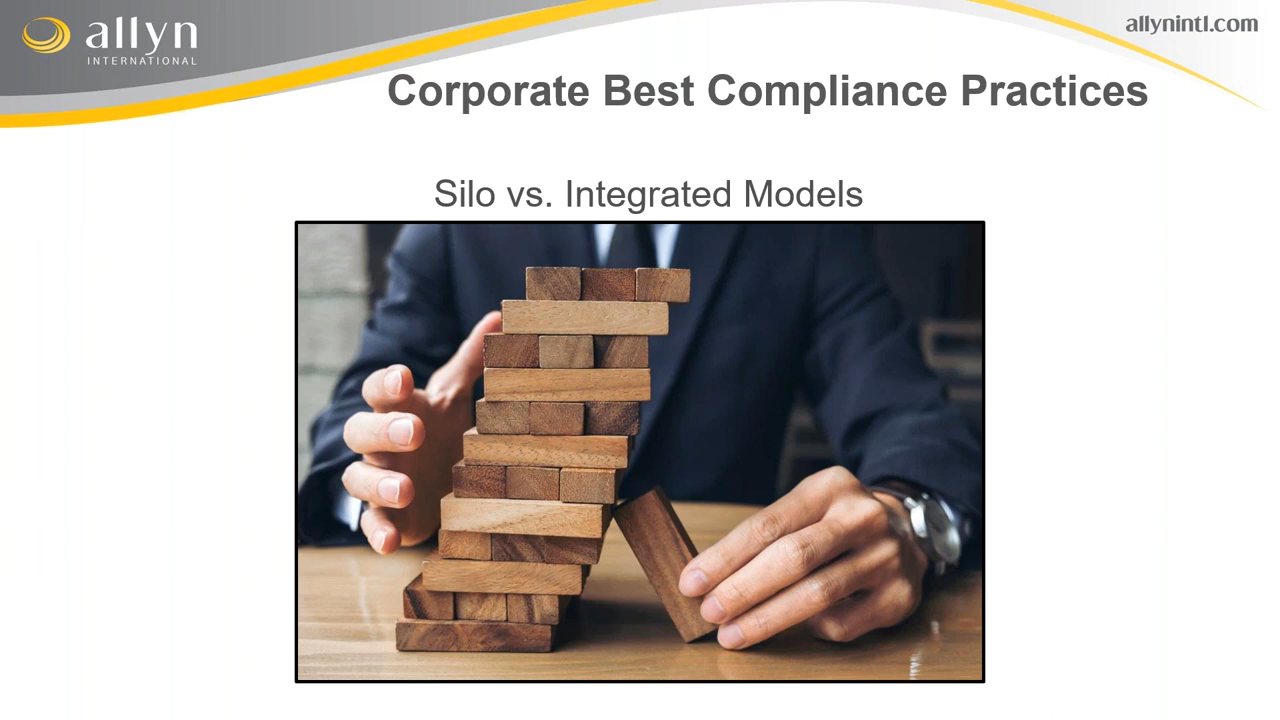 allyn
INTERNATIONAL
allynintl.com
Corporate Best Compliance Practices
Silo vs. Integrated Models